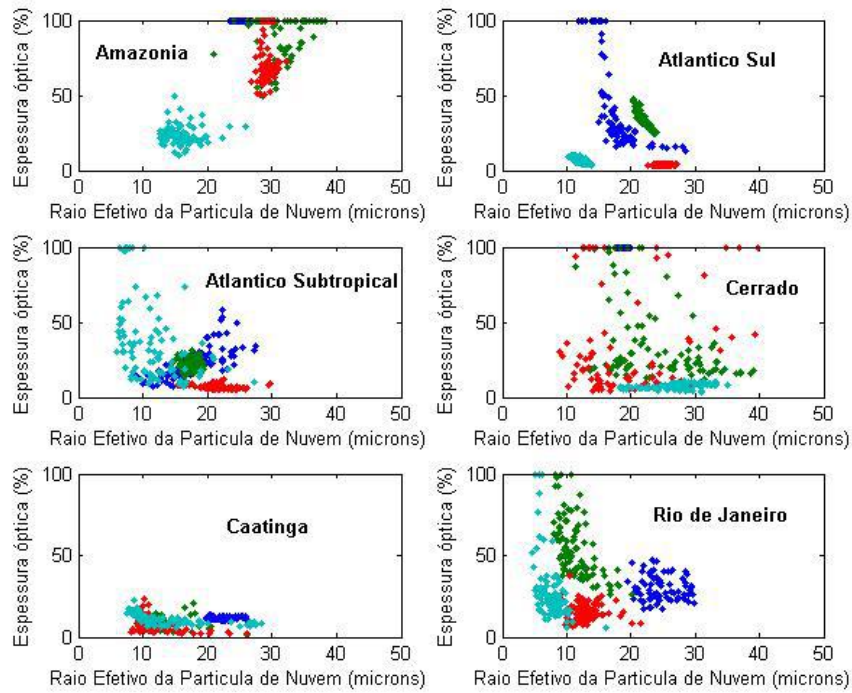 Amazonia
Espessura óptica (%)
100
50
0
0 10 20 30 40 50
Raio Efetivo da Particula de Nuvem (microns)
Atlantico Sul
Espessura óptica (%)
100
50
0
0 10 20 30 40 50
Raio Efetivo da Particula de Nuvem (microns)
Atlantico Subtropical
Espessura óptica (%)
100
50
0
0 10 20 30 40 50
Raio Efetivo da Particula de Nuvem (microns)
Cerrado
Espessura óptica (%)
100
50
0
0 10 20 30 40 50
Raio Efetivo da Particula de Nuvem (microns)
Caatinga
Espessura óptica (%)
100
50
0
0 10 20 30 40 50
Raio Efetivo da Particula de Nuvem (microns)
Rio de Janeiro
Espessura óptica (%)
100
50
0
0 10 20 30 40 50
Raio Efetivo da Particula de Nuvem (microns)